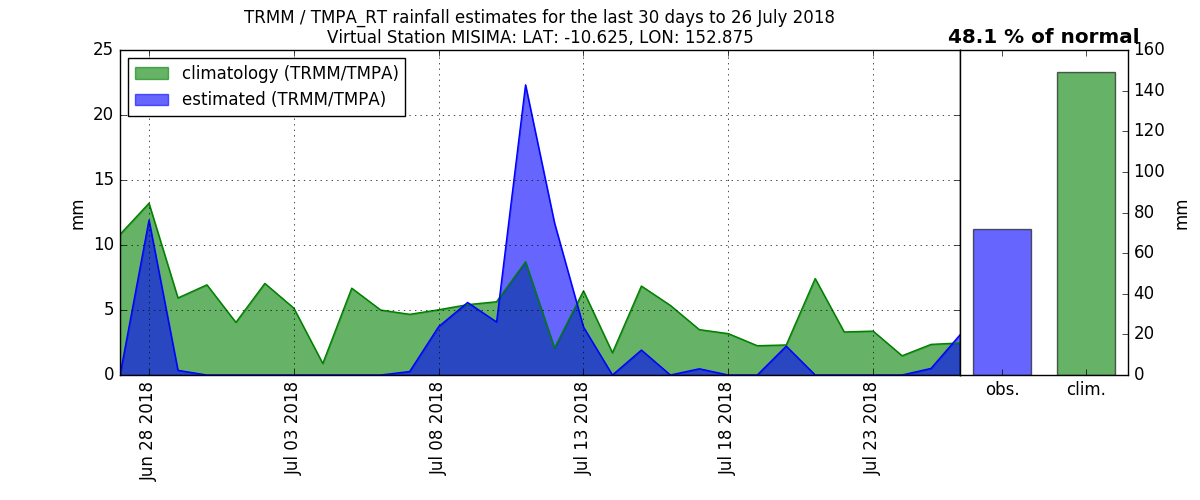 TRMM / TMPA_RT rainfall estimates for the last 30 days to 26 July 2018
Virtual Station MISIMA: LAT: -10.625, LON: 152.875
48.1 % of normal
climatology (TRMM/TMPA)
estimated (TRMM/TMPA)
25
20
15
10
5
0
mm
Jun 28 2018
Jul 03 2018
Jul 08 2018
Jul 13 2018
Jul 18 2018
Jul 23 2018
160
140
120
100
80
60
40
20
0
mm
obs.
clim.